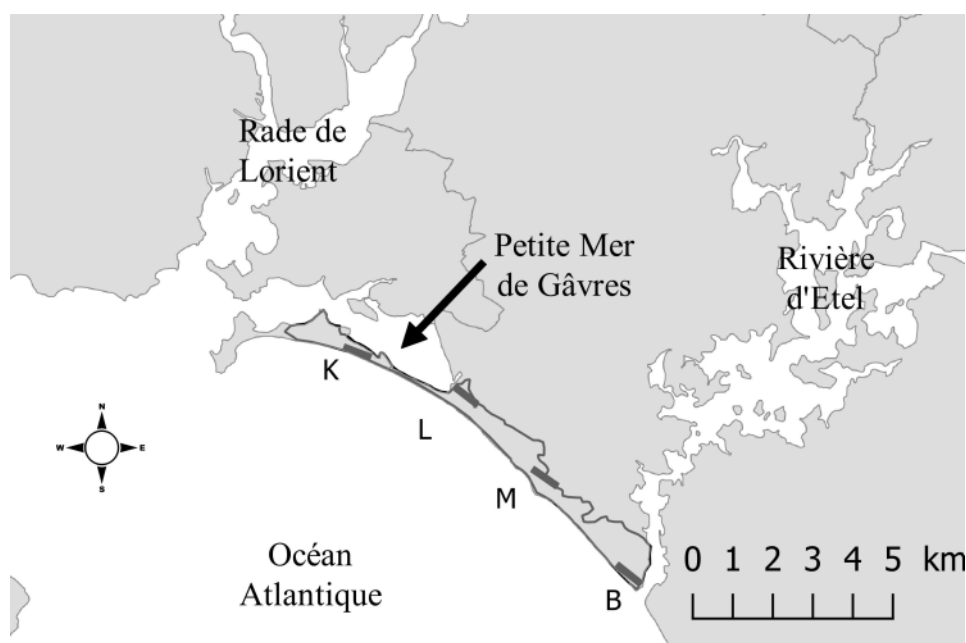 Rade de
Lorient
Petite Mer
de Gâvres
Rivière
d'Etel
K
L
M
B
N
W E
S
Océan
Atlantique
0 1 2 3 4 5 km